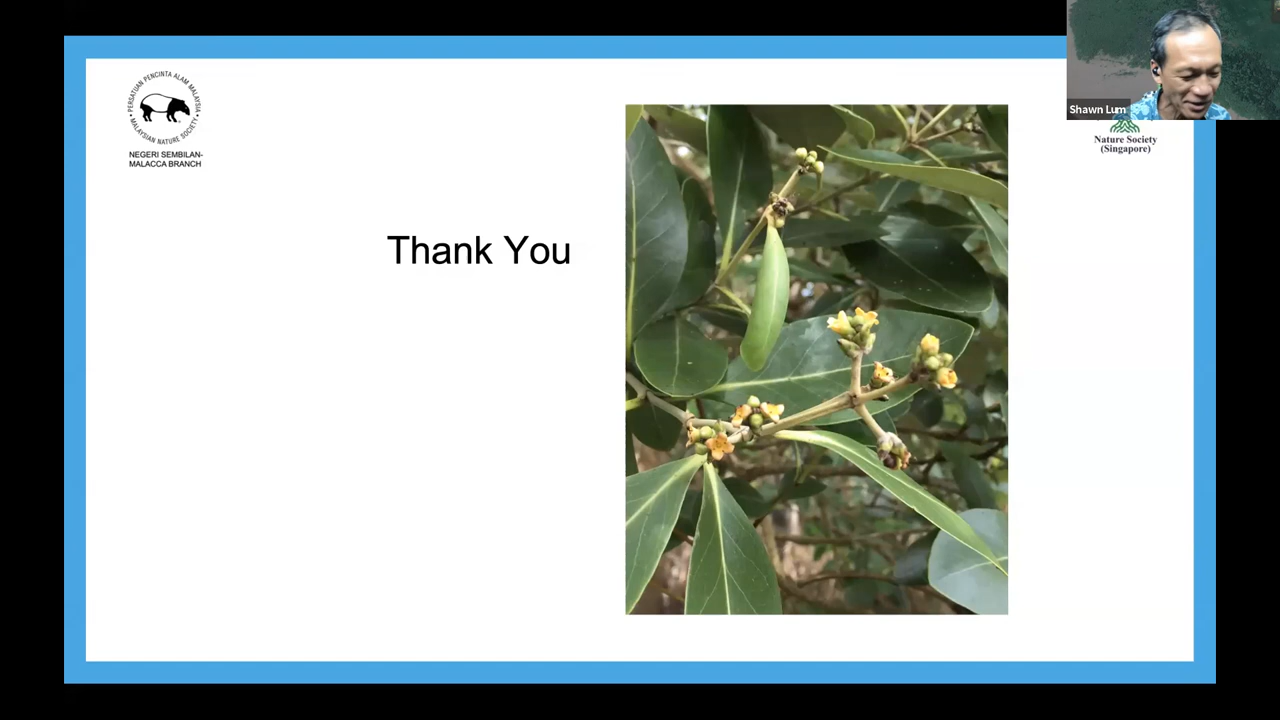 PERSATUAN PENCINTA ALAM MALAYSIA
MALAYSIAN NATURE SOCIETY
NEGERI SEMBILAN-
MALACCA BRANCH
Thank You
Shawn Lum
Nature Society
(Singapore)